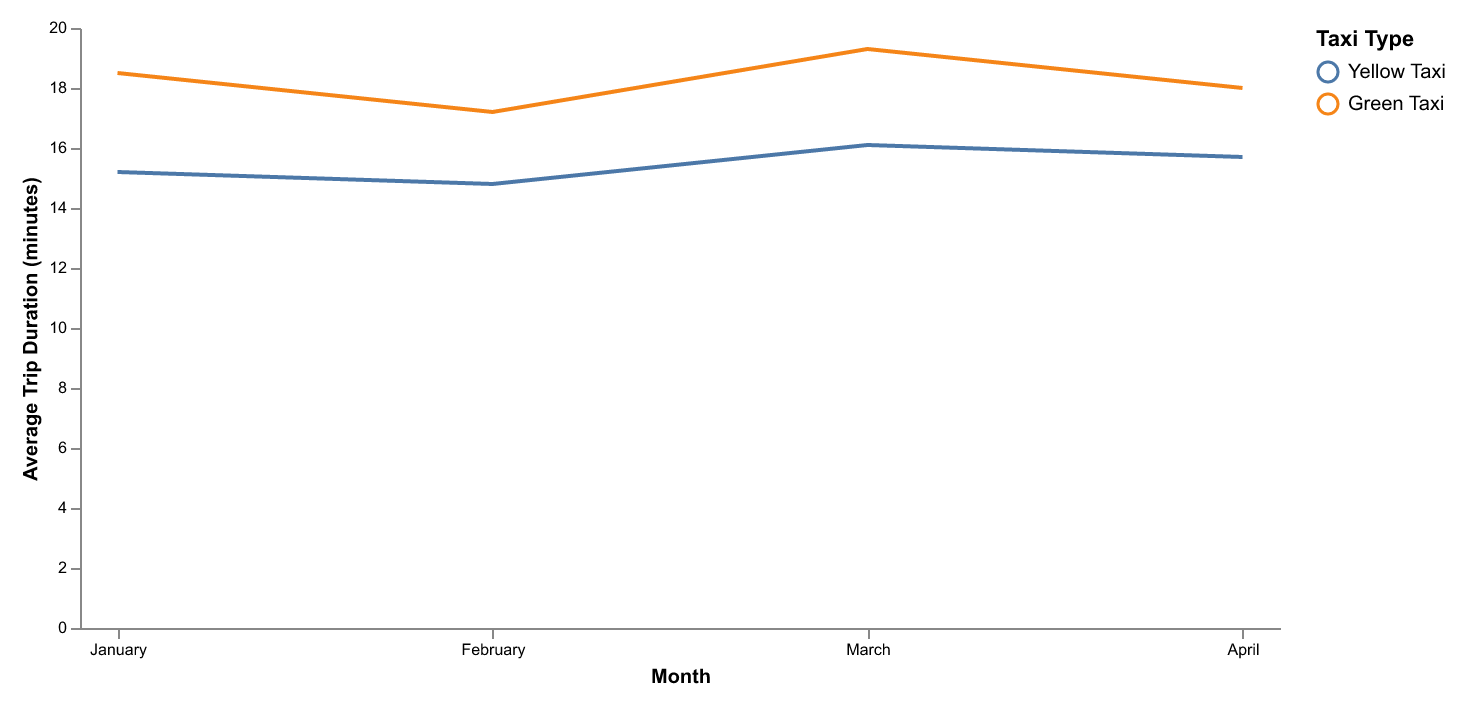 20
18
16
14
12
10
8
6
4
2
0
Average Trip Duration (minutes)
January
February
March
April
Month
Taxi Type
Yellow Taxi
Green Taxi